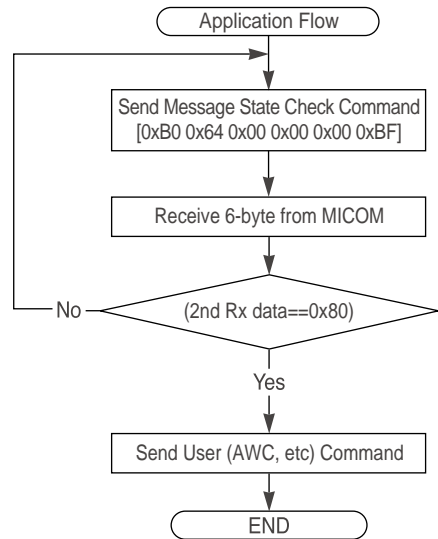 Application Flow
Send Message State Check Command
[0xB0 0x64 0x00 0x00 0x00 0xBF]
Receive 6-byte from MICOM
No
(2nd Rx data==0x80)
Yes
Send User (AWC, etc) Command
END